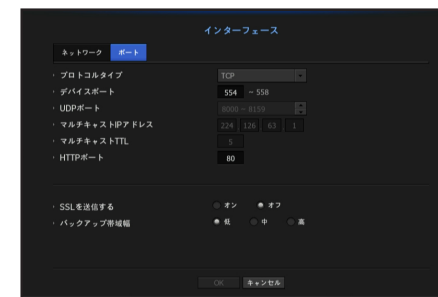 インターフェース
ネットワーク ポート
· プロトコルタイプ TCP
· デバイスポート 554 ~ 558
· UDPポート 8000 ~ 8159
· マルチキャストIPアドレス 224 126 63 1
· マルチキャストTTL 5
· HTTPポート 80
· SSLを送信する オン オフ
· バックアップ帯域幅 低 中 高
OK キャンセル